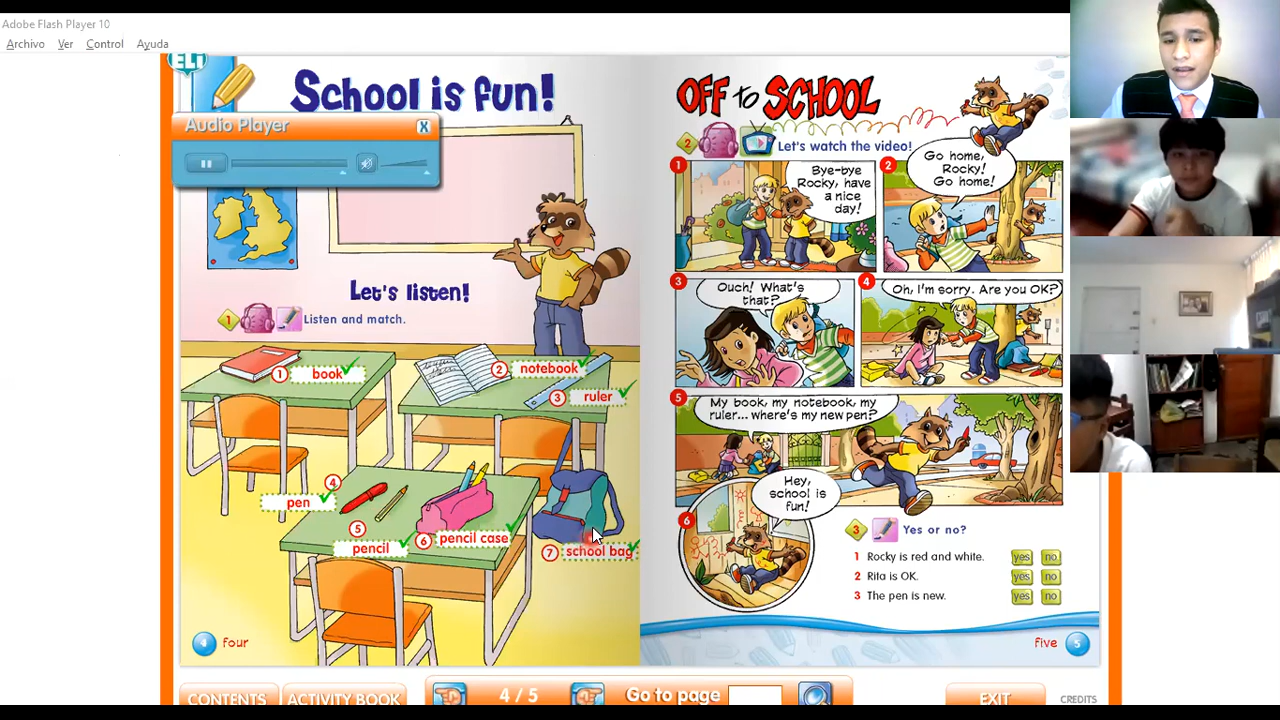 Adobe Flash Player 10
Archivo Ver Control Ayuda
ELi
School is fun!
Audio Player
X
Let's listen!
1 Listen and match.
1 book
2 notebook
3 ruler
4
pen
5
pencil
6 pencil case
7 school bag
4 four
OFF to SCHOOL
2 Let's watch the video!
1
Bye-bye
Rocky, have
a nice
day!
2
Go home,
Rocky!
Go home!
3
Ouch! What's
that?
4
Oh, I'm sorry. Are you OK?
5
My book, my notebook, my
ruler... where's my new pen?
6
Hey,
school is
fun!
3 Yes or no?
1 Rocky is red and white. yes no
2 Rita is OK. yes no
3 The pen is new. yes no
five 5
CONTENTS ACTIVITY BOOK 4 / 5 Go to page EXIT CREDITS